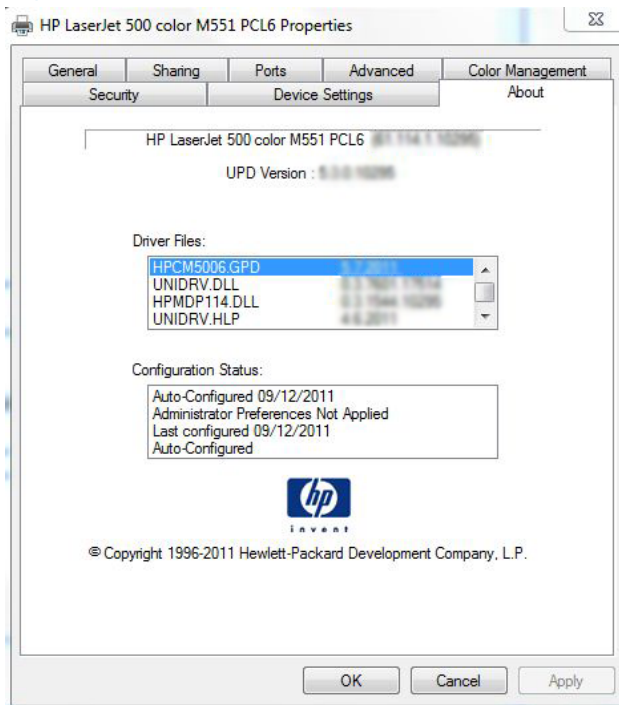 HP LaserJet 500 color M551 PCL6 Properties
General Sharing Ports Advanced Color Management
Security Device Settings About
HP LaserJet 500 color M551 PCL6
UPD Version :
Driver Files:
HPCM5006.GPD
UNIDRV.DLL
HPMDP114.DLL
UNIDRV.HLP
Configuration Status:
Auto-Configured 09/12/2011
Administrator Preferences Not Applied
Last configured 09/12/2011
Auto-Configured
hp
invent
© Copyright 1996-2011 Hewlett-Packard Development Company, L.P.
OK Cancel Apply